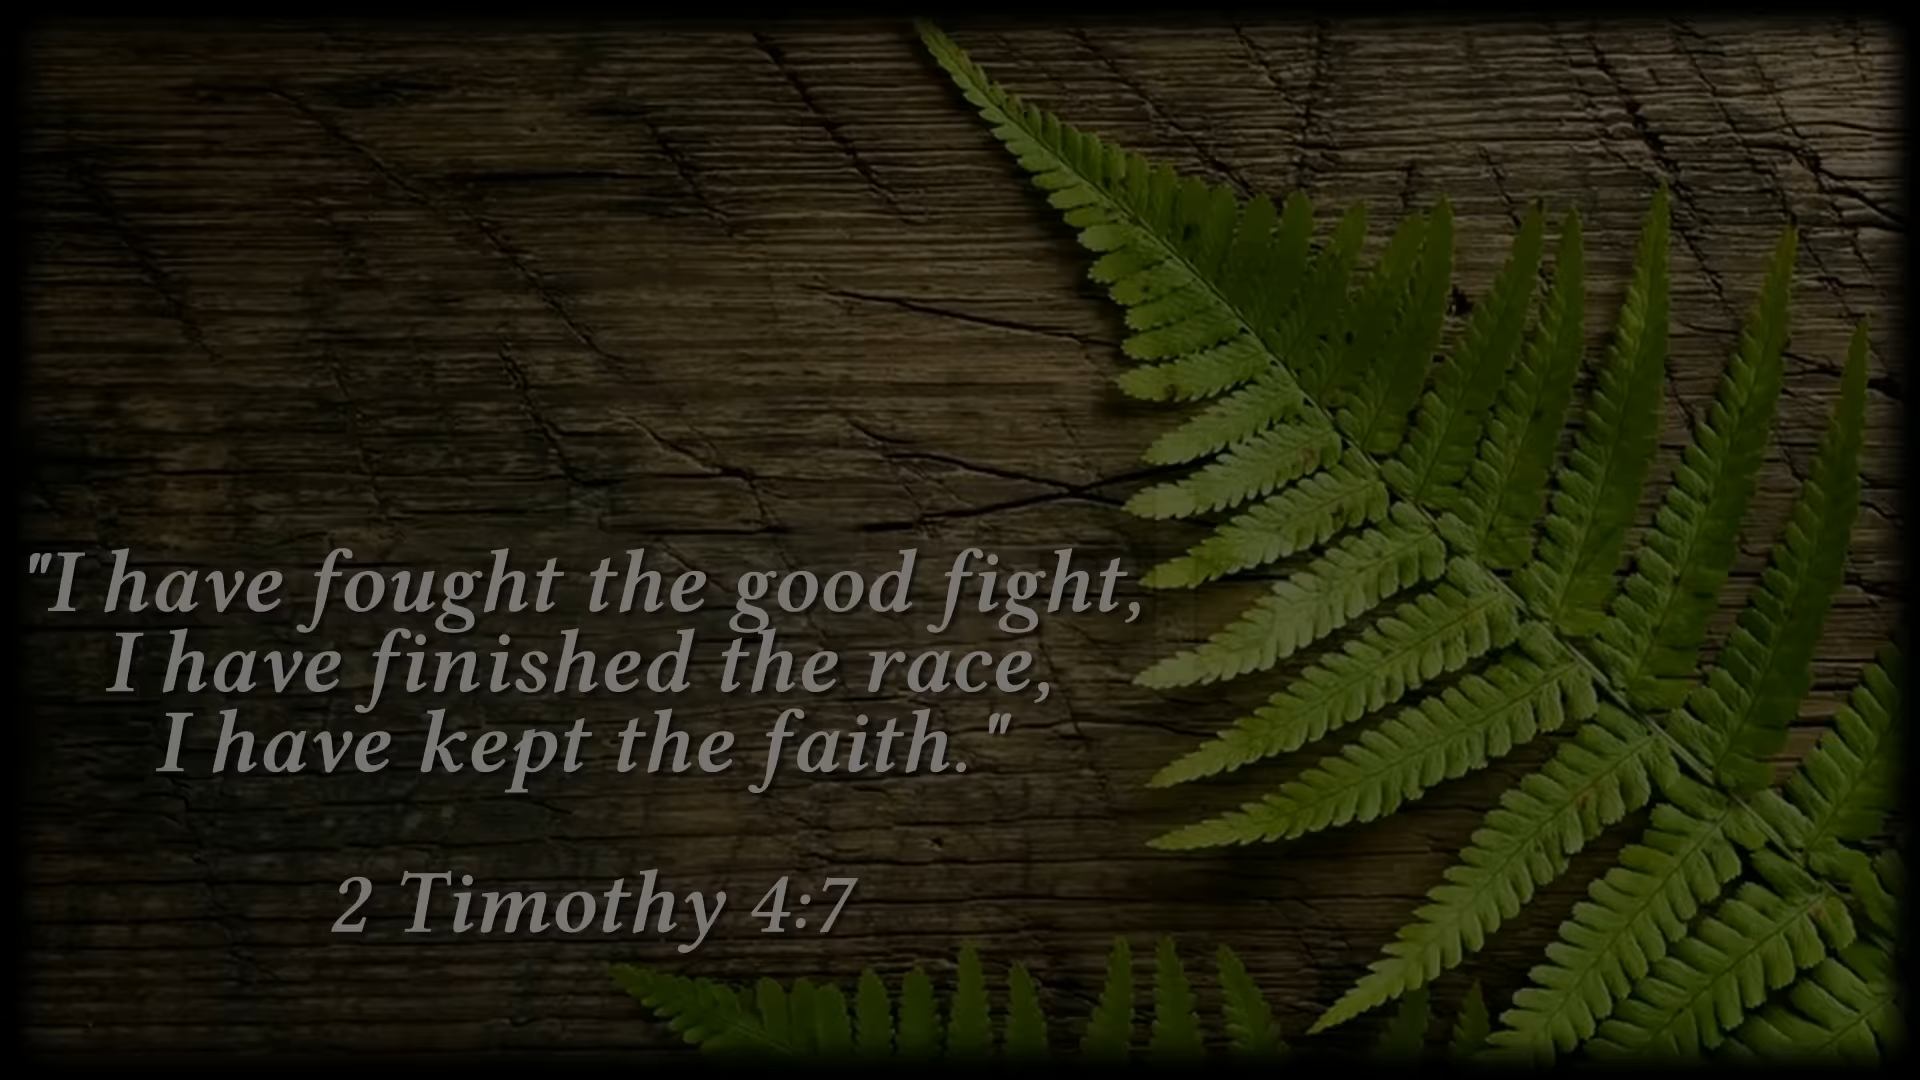 "I have fought the good fight,
I have finished the race,
I have kept the faith. "
2 Timothy 4:7